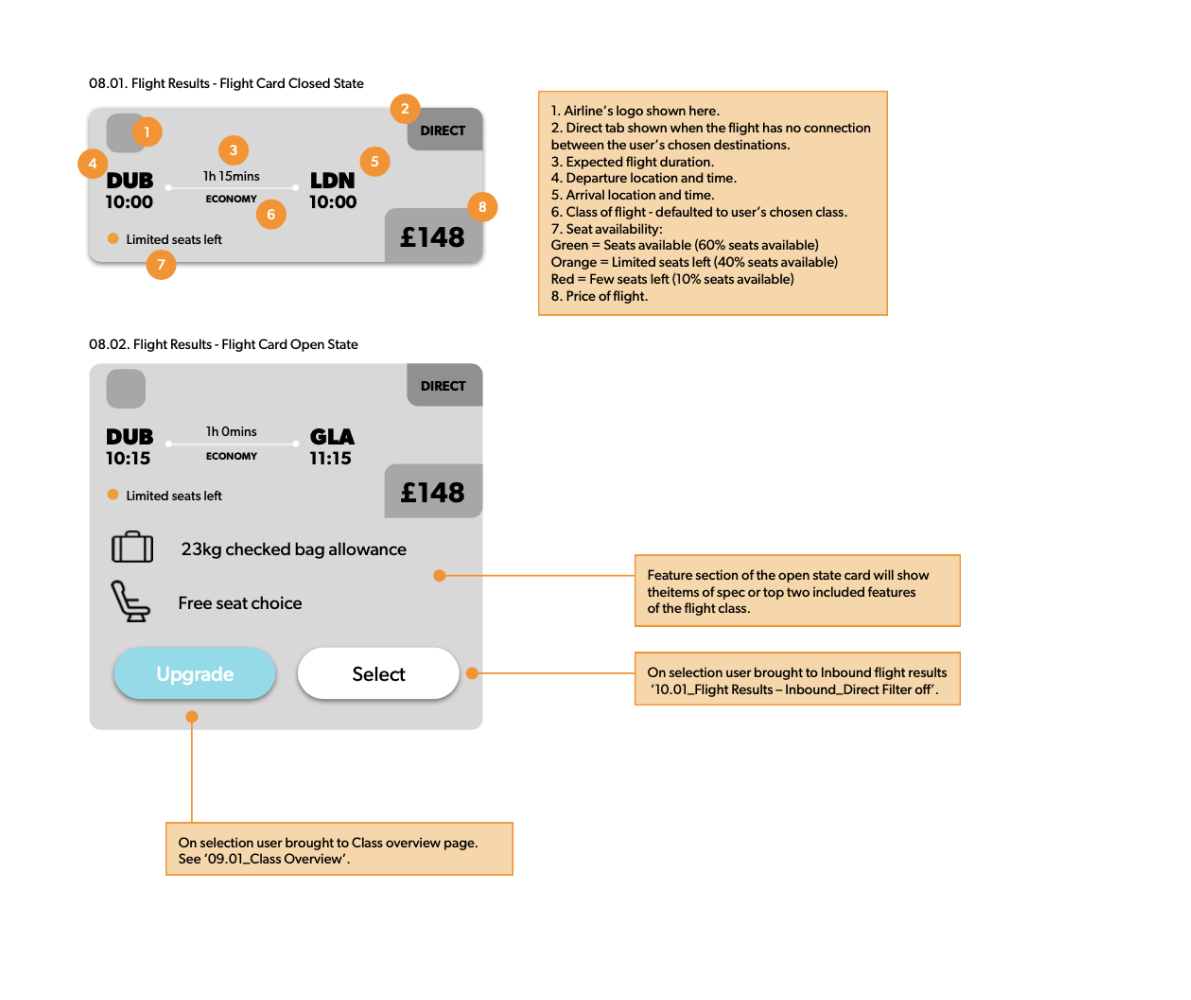 08.01. Flight Results - Flight Card Closed State
1
2
DIRECT
3
4
5
1h 15mins
DUB
LDN
10:00
ECONOMY
10:00
6
8
Limited seats left
£148
7
1. Airline's logo shown here.
2. Direct tab shown when the flight has no connection
between the user's chosen destinations.
3. Expected flight duration.
4. Departure location and time.
5. Arrival location and time.
6. Class of flight - defaulted to user's chosen class.
7. Seat availability:
Green = Seats available (60% seats available)
Orange = Limited seats left (40% seats available)
Red = Few seats left (10% seats available)
8. Price of flight.
08.02. Flight Results - Flight Card Open State
DIRECT
1h 0mins
DUB
GLA
10:15
ECONOMY
11:15
Limited seats left
£148
23kg checked bag allowance
Free seat choice
Upgrade
Select
Feature section of the open state card will show
theitems of spec or top two included features
of the flight class.
On selection user brought to Inbound flight results
'10.01_Flight Results – Inbound_Direct Filter off'.
On selection user brought to Class overview page.
See '09.01_Class Overview'.